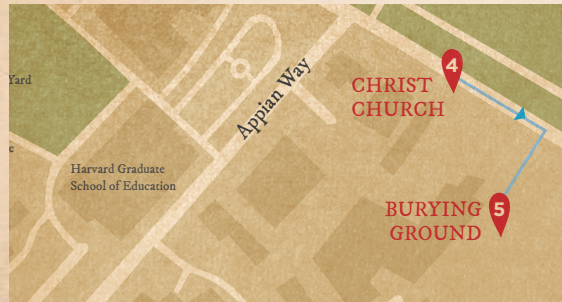 4
CHRIST
CHURCH
Appian Way
Yard
e
Harvard Graduate
School of Education
BURYING
GROUND
5